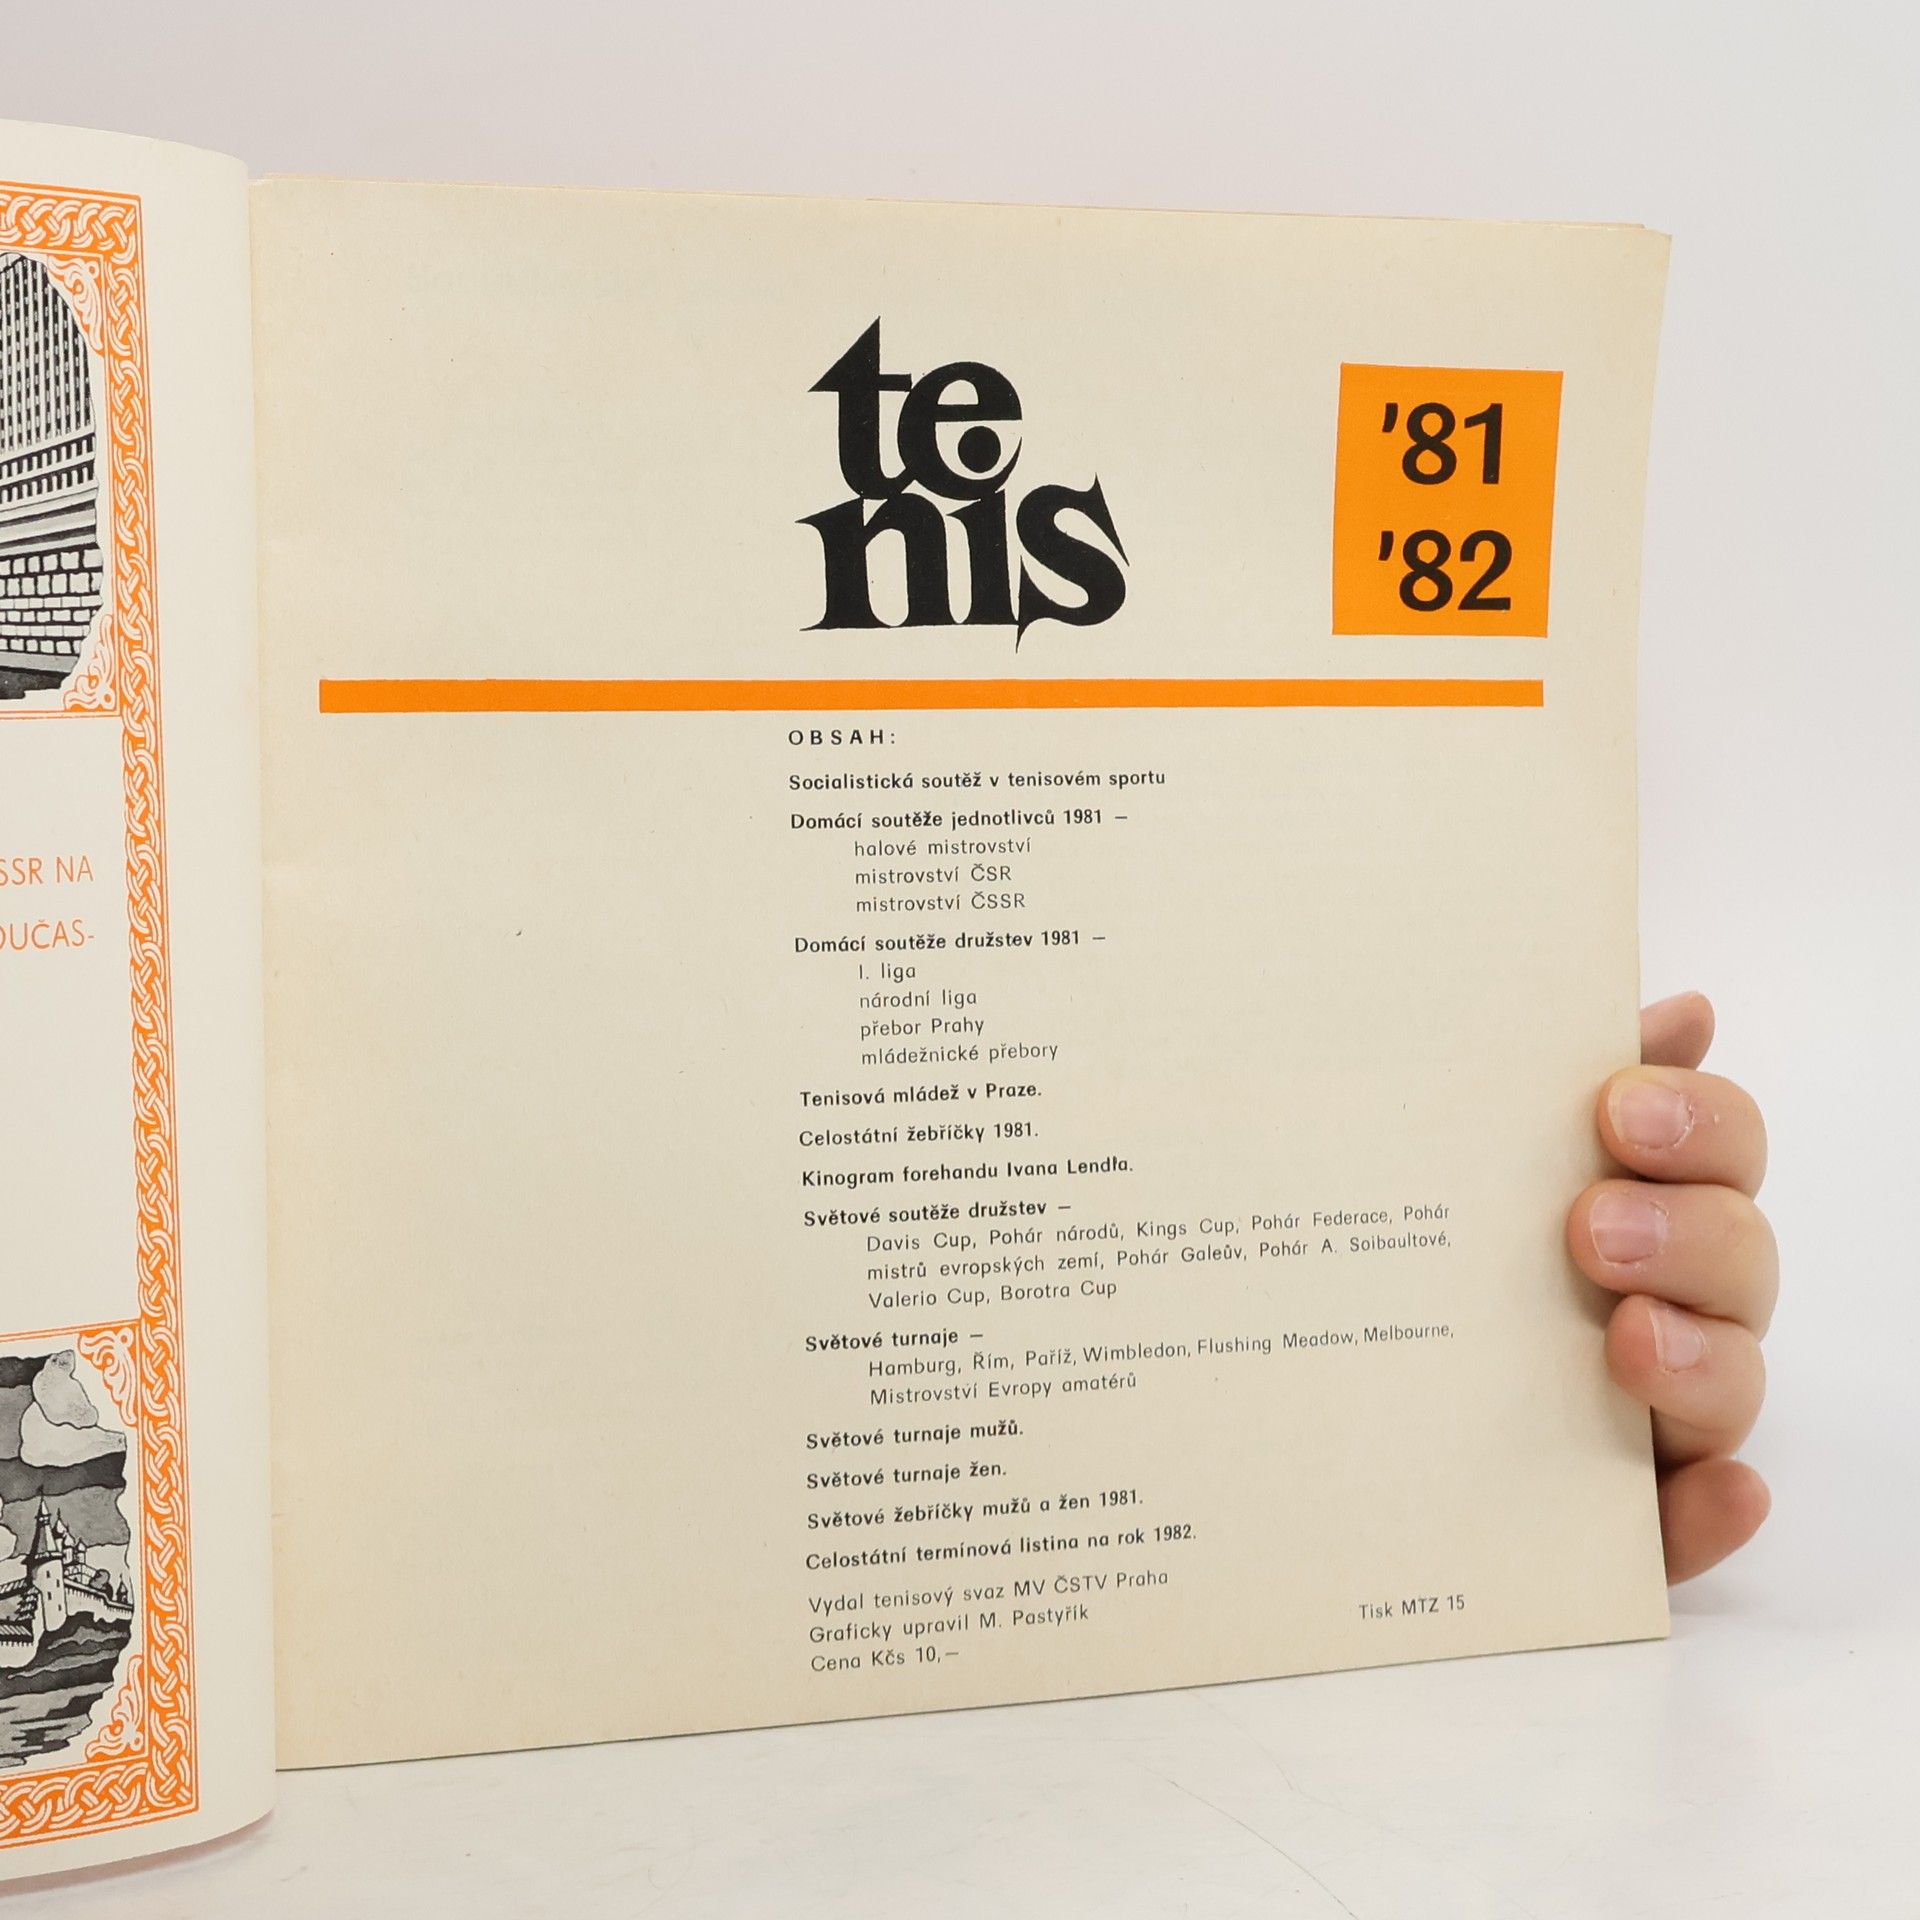 SSR NA
OUČAS-
te
nis
'81
'82
OBSAH:
Socialistická soutěž v tenisovém sportu
Domácí soutěže jednotlivců 1981 —
halové mistrovství
mistrovství ČSR
mistrovství ČSSR
Domácí soutěže družstev 1981 —
I. liga
národní liga
přebor Prahy
mládežnické přebory
Tenisová mládež v Praze.
Celostátní žebříčky 1981.
Kinogram forehandu Ivana Lendla.
Světové soutěže družstev —
Davis Cup, Pohár národů, Kings Cup, Pohár Federace, Pohár
mistrů evropských zemí, Pohár Galeův, Pohár A. Soibaultové,
Valerio Cup, Borotra Cup
Světové turnaje —
Hamburg, Řím, Paříž, Wimbledon, Flushing Meadow, Melbourne,
Mistrovství Evropy amatérů
Světové turnaje mužů.
Světové turnaje žen.
Světové žebříčky mužů a žen 1981.
Celostátní termínová listina na rok 1982.
Vydal tenisový svaz MV ČSTV Praha
Graficky upravil M. Pastyřík
Cena Kčs 10,—
Tisk MTZ 15